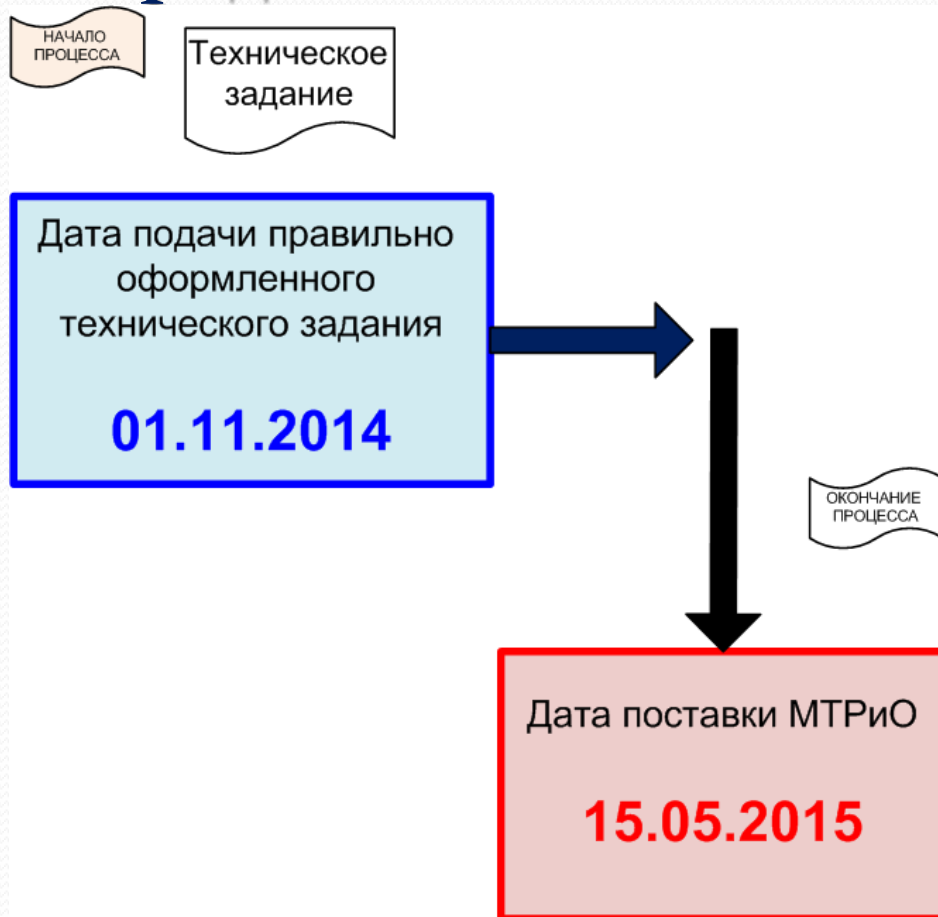 НАЧАЛО
ПРОЦЕССА
Техническое
задание
Дата подачи правильно
оформленного
технического задания
01.11.2014
ОКОНЧАНИЕ
ПРОЦЕССА
Дата поставки МТРиО
15.05.2015